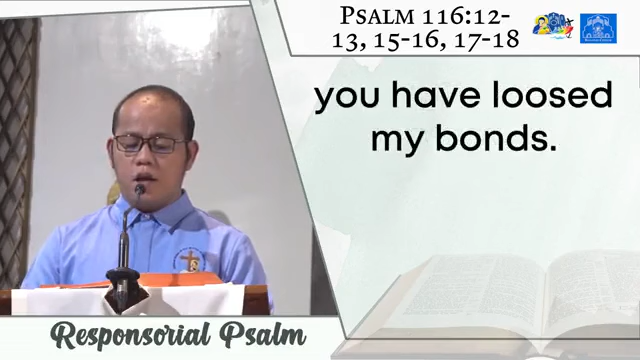 PSALM 116:12-
13, 15-16, 17-18
you have loosed
my bonds.
Responsorial Psalm